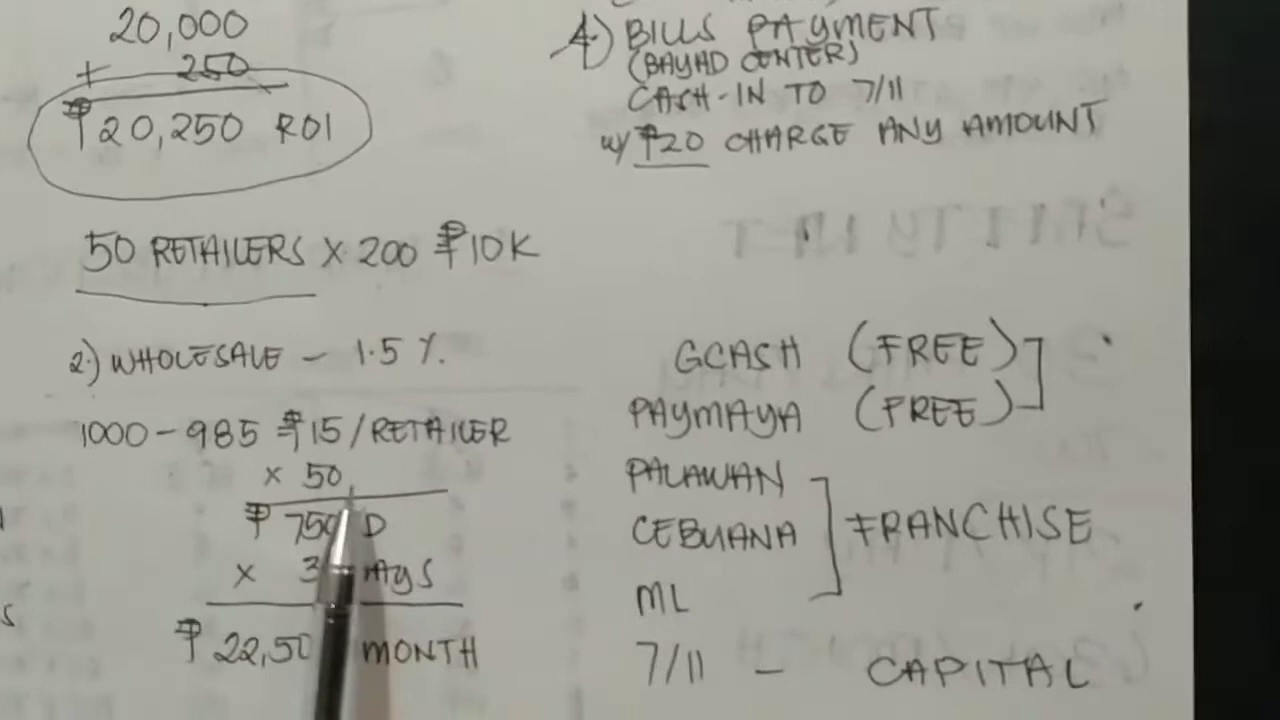 20,000
+ 250
₱20,250 ROI
50 RETAILERS X 200 ₱10K
2.) WHOLESALE - 1.5 %.
1000 - 985 ₱15/RETAILER
X 50
₱ 750
X DAYS
₱ 22,50 MONTH
4.) BILLS PAYMENT
(BAYAD CENTER)
CASH-IN TO 7/11
w/ ₱20 CHARGE ANY AMOUNT
GCASH (FREE)
PAYMAYA (FREE)
PALAWAN
CEBUANA FRANCHISE
ML
7/11 - CAPITAL